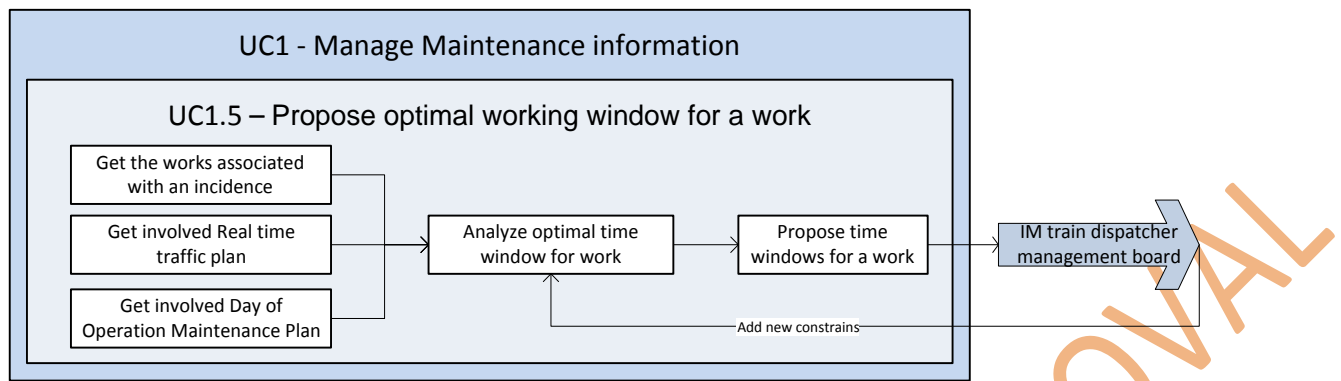 UC1 - Manage Maintenance information
UC1.5 – Propose optimal working window for a work
Get the works associated
with an incidence
Get involved Real time
traffic plan
Get involved Day of
Operation Maintenance Plan
Analyze optimal time
window for work
Propose time
windows for a work
IM train dispatcher
management board
Add new constrains
OVAL